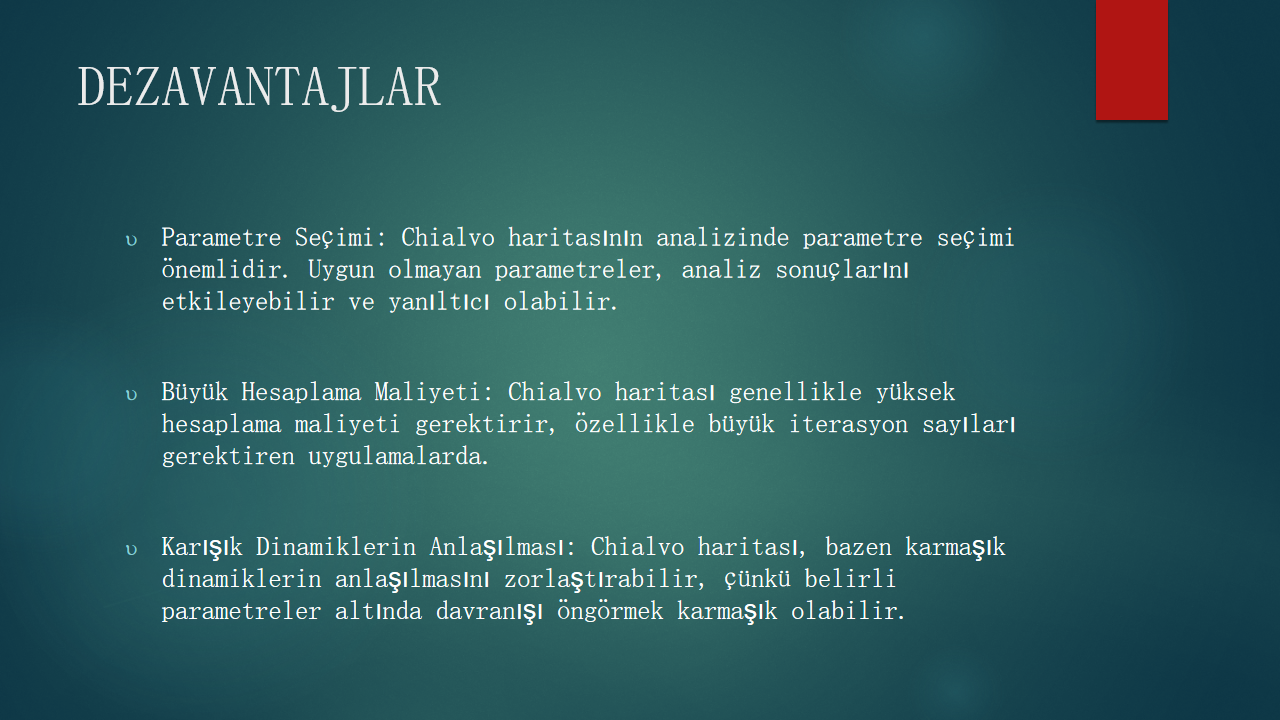 DEZAVANTAJLAR
Parametre Seçimi: Chialvo haritasının analizinde parametre seçimi
önemlidir. Uygun olmayan parametreler, analiz sonuçlarını
etkileyebilir ve yanıltıcı olabilir.
Büyük Hesaplama Maliyeti: Chialvo haritası genellikle yüksek
hesaplama maliyeti gerektirir, özellikle büyük iterasyon sayıları
gerektiren uygulamalarda.
Karışık Dinamiklerin Anlaşılması: Chialvo haritası, bazen karmaşık
dinamiklerin anlaşılmasını zorlaştırabilir, çünkü belirli
parametreler altında davranışı öngörmek karmaşık olabilir.